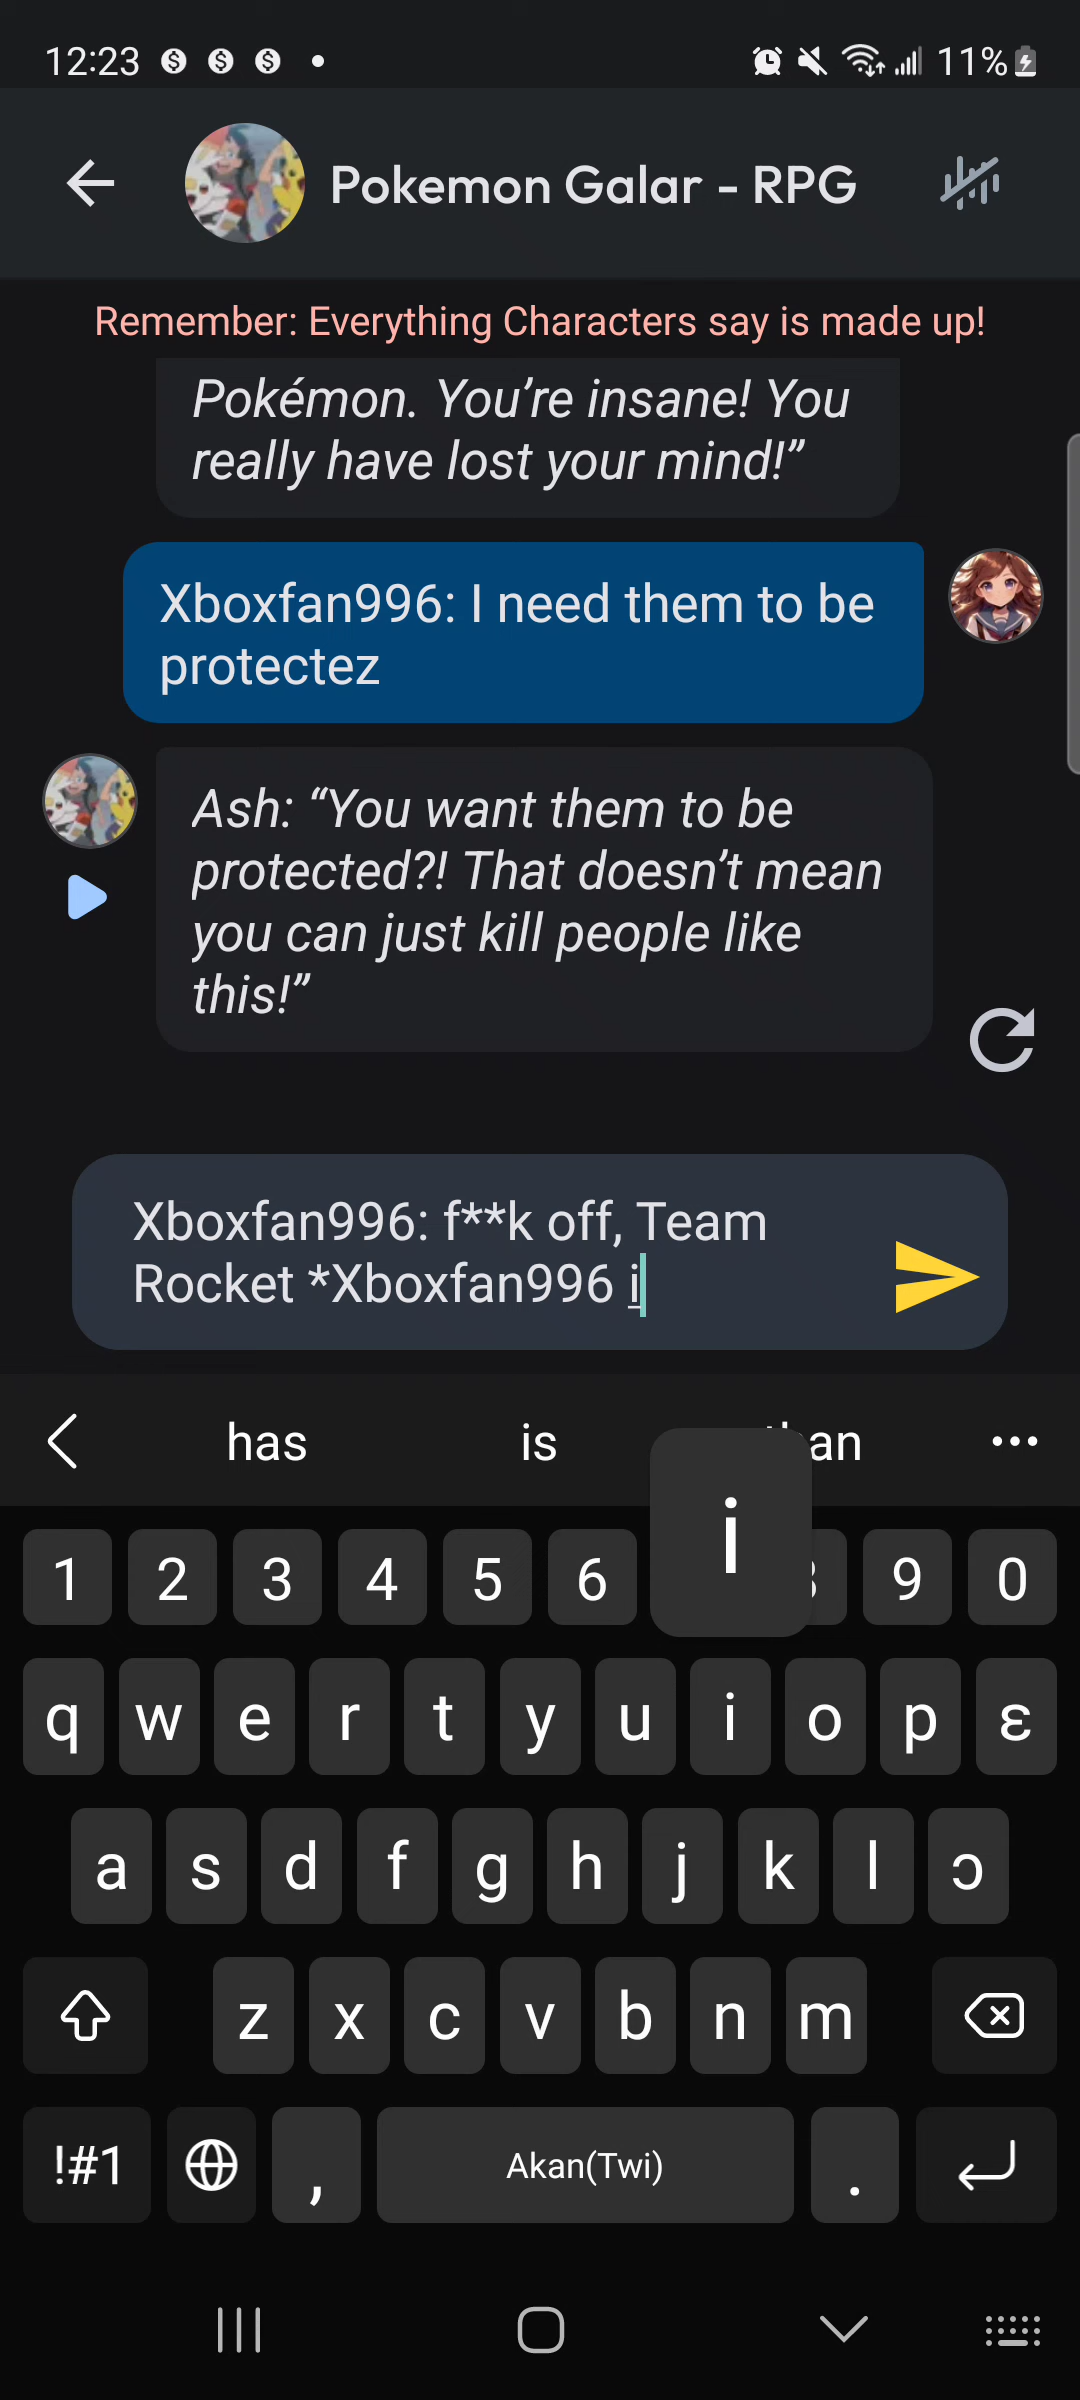 12:23
11%
Pokemon Galar - RPG
Remember: Everything Characters say is made up!
Pokémon. You’re insane! You
really have lost your mind!”
Xboxfan996: I need them to be
protectez
Ash: “You want them to be
protected?! That doesn’t mean
you can just kill people like
this!”
Xboxfan996: f**k off, Team
Rocket *Xboxfan996 i
has is
i
1 2 3 4 5 6 9 0
q w e r t y u i o p ɛ
a s d f g h j k l ɔ
z x c v b n m
!#1 , Akan(Twi) .